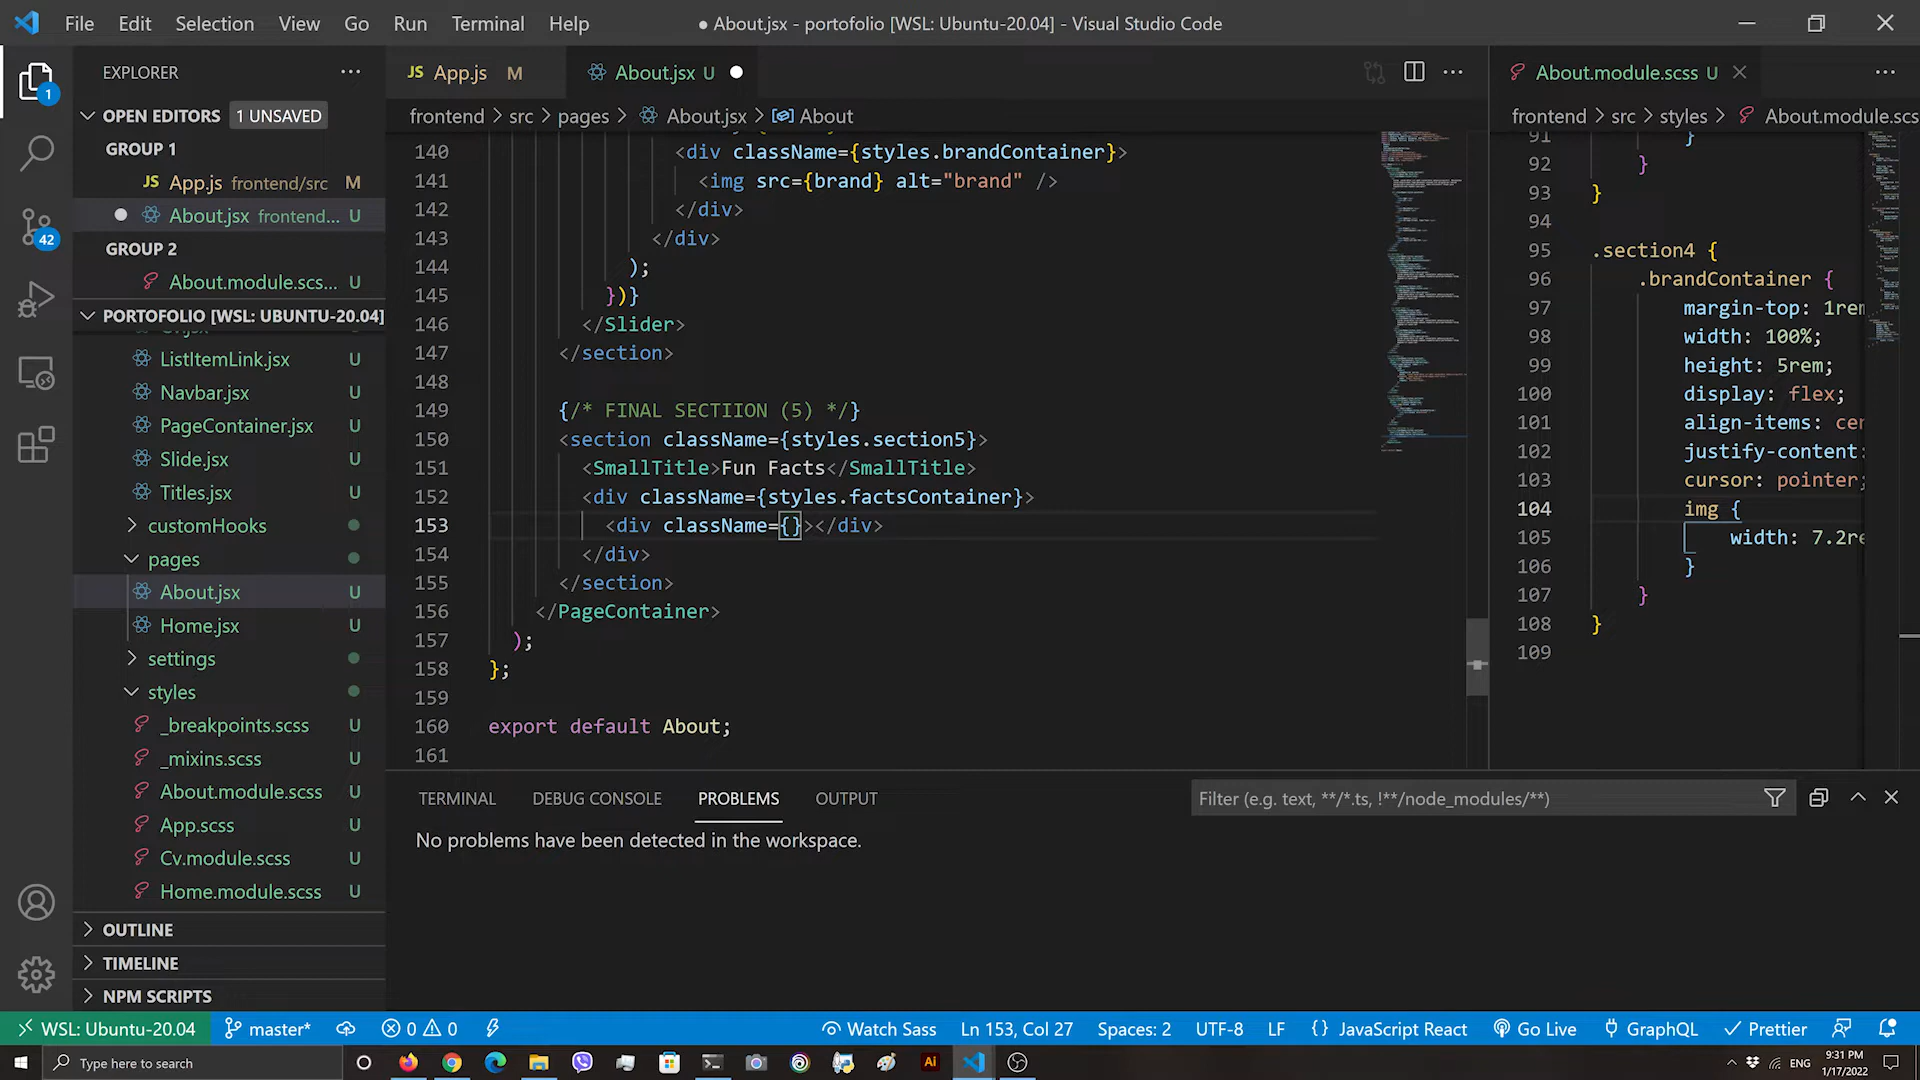 File Edit Selection View Go Run Terminal Help
● About.jsx - portofolio [WSL: Ubuntu-20.04] - Visual Studio Code
EXPLORER
OPEN EDITORS 1 UNSAVED
GROUP 1
JS App.js frontend/src M
About.jsx frontend... U
GROUP 2
About.module.scs... U
PORTOFOLIO [WSL: UBUNTU-20.04]
ListItemLink.jsx U
Navbar.jsx U
PageContainer.jsx U
Slide.jsx U
Titles.jsx U
customHooks
pages
About.jsx U
Home.jsx U
settings
styles
_breakpoints.scss U
_mixins.scss U
About.module.scss U
App.scss U
Cv.module.scss U
Home.module.scss U
OUTLINE
TIMELINE
NPM SCRIPTS
1
42
JS App.js M
About.jsx U
frontend > src > pages > About.jsx > About
140 <div className={styles.brandContainer}>
141 <img src={brand} alt="brand" />
142 </div>
143 </div>
144 );
145 })}
146 </Slider>
147 </section>
148
149 {/* FINAL SECTIION (5) */}
150 <section className={styles.section5}>
151 <SmallTitle>Fun Facts</SmallTitle>
152 <div className={styles.factsContainer}>
153 <div className={}></div>
154 </div>
155 </section>
156 </PageContainer>
157 );
158 };
159
160 export default About;
161
About.module.scss U
frontend > src > styles > About.module.scs
91 }
92 }
93 }
94
95 .section4 {
96 .brandContainer {
97 margin-top: 1rem
98 width: 100%;
99 height: 5rem;
100 display: flex;
101 align-items: cen
102 justify-content:
103 cursor: pointer;
104 img {
105 width: 7.2re
106 }
107 }
108 }
109
TERMINAL DEBUG CONSOLE PROBLEMS OUTPUT
Filter (e.g. text, **/*.ts, !**/node_modules/**)
No problems have been detected in the workspace.
WSL: Ubuntu-20.04 master* 0 0 Watch Sass Ln 153, Col 27 Spaces: 2 UTF-8 LF {} JavaScript React Go Live GraphQL Prettier
Type here to search
Ai
ENG
9:31 PM
1/17/2022